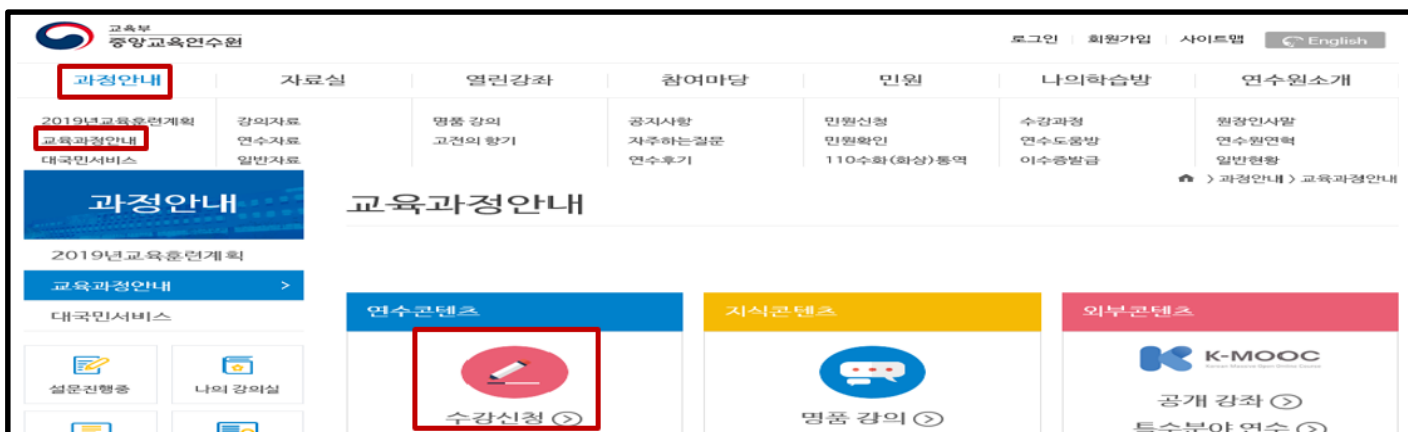 교육부
중앙교육연수원
로그인 회원가입 사이트맵 English
과정안내 자료실 열린강좌 참여마당 민원 나의학습방 연수원소개
2019년교육훈련계획 강의자료 명품 강의 공지사항 민원신청 수강과정 원장인사말
교육과정안내 연수자료 고전의 향기 자주하는질문 민원확인 연수도움방 연수원연혁
대국민서비스 일반자료 연수후기 110수화(화상)통역 이수증발급 일반현황
> 과정안내 > 교육과정안내
과정안내
교육과정안내
2019년교육훈련계획
교육과정안내 >
대국민서비스
연수콘텐츠 지식콘텐츠 외부콘텐츠
K-MOOC
Korean Massive Open Online Course
설문진행중 나의 강의실
수강신청 명품 강의 공개 강좌
특수분야 연수